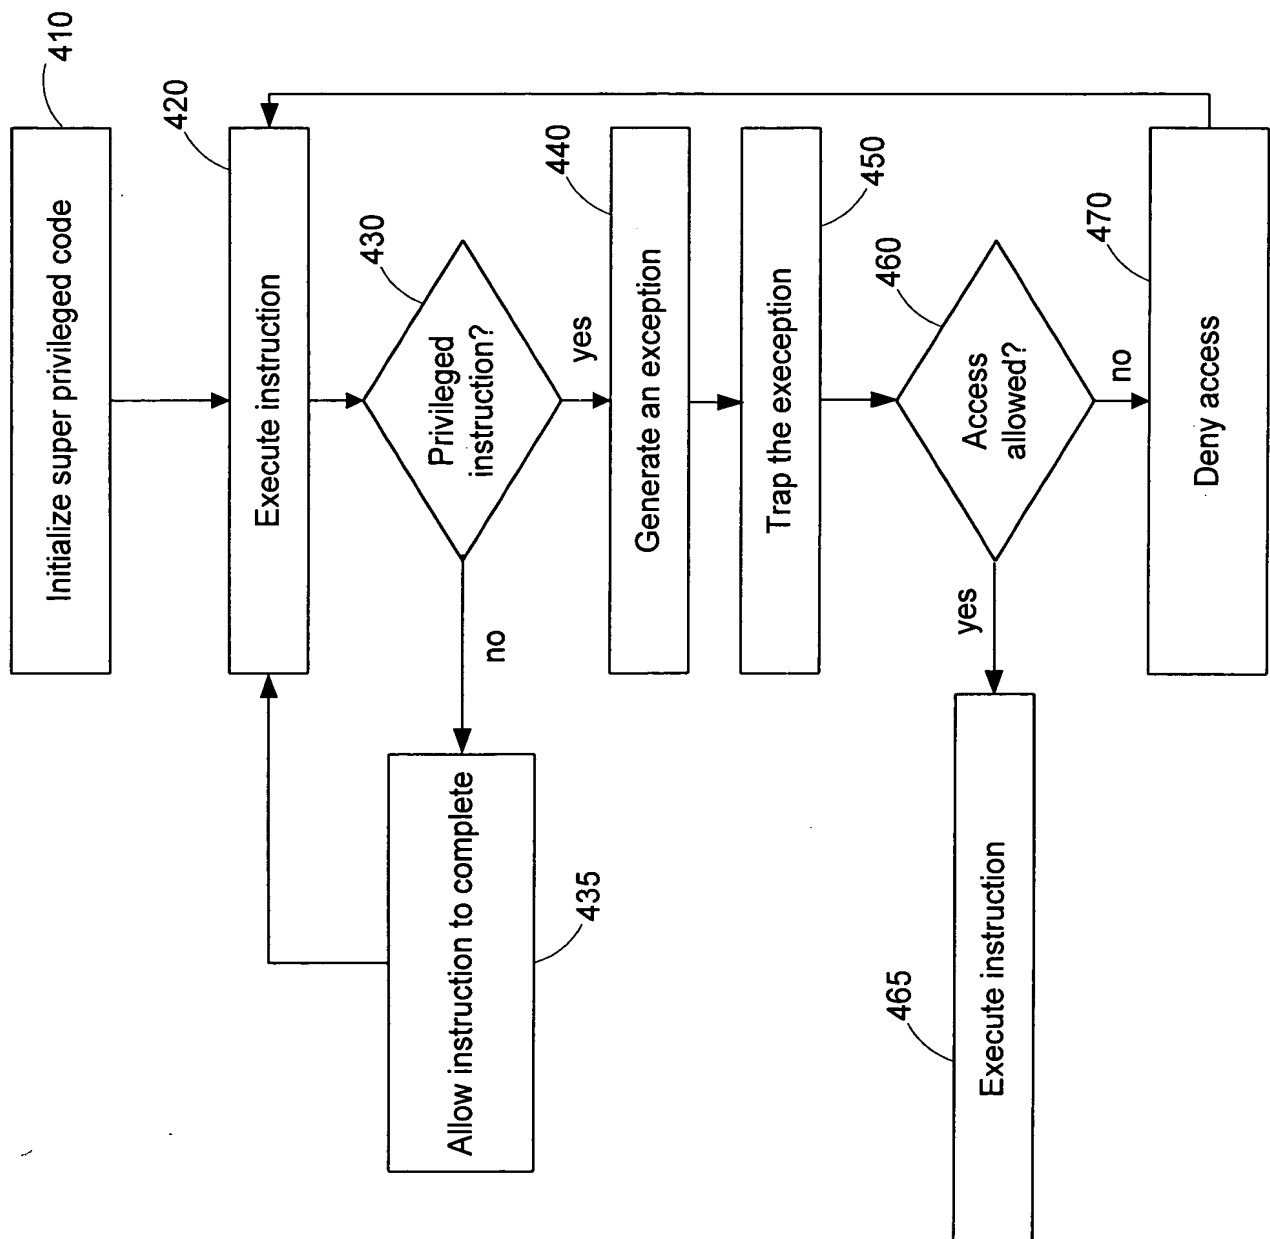 Initialize super privileged code
410
Execute instruction
420
Privileged
instruction?
430
no
yes
Allow instruction to complete
435
Generate an exception
440
Trap the exeception
450
Access
allowed?
460
yes
no
Execute instruction
465
Deny access
470